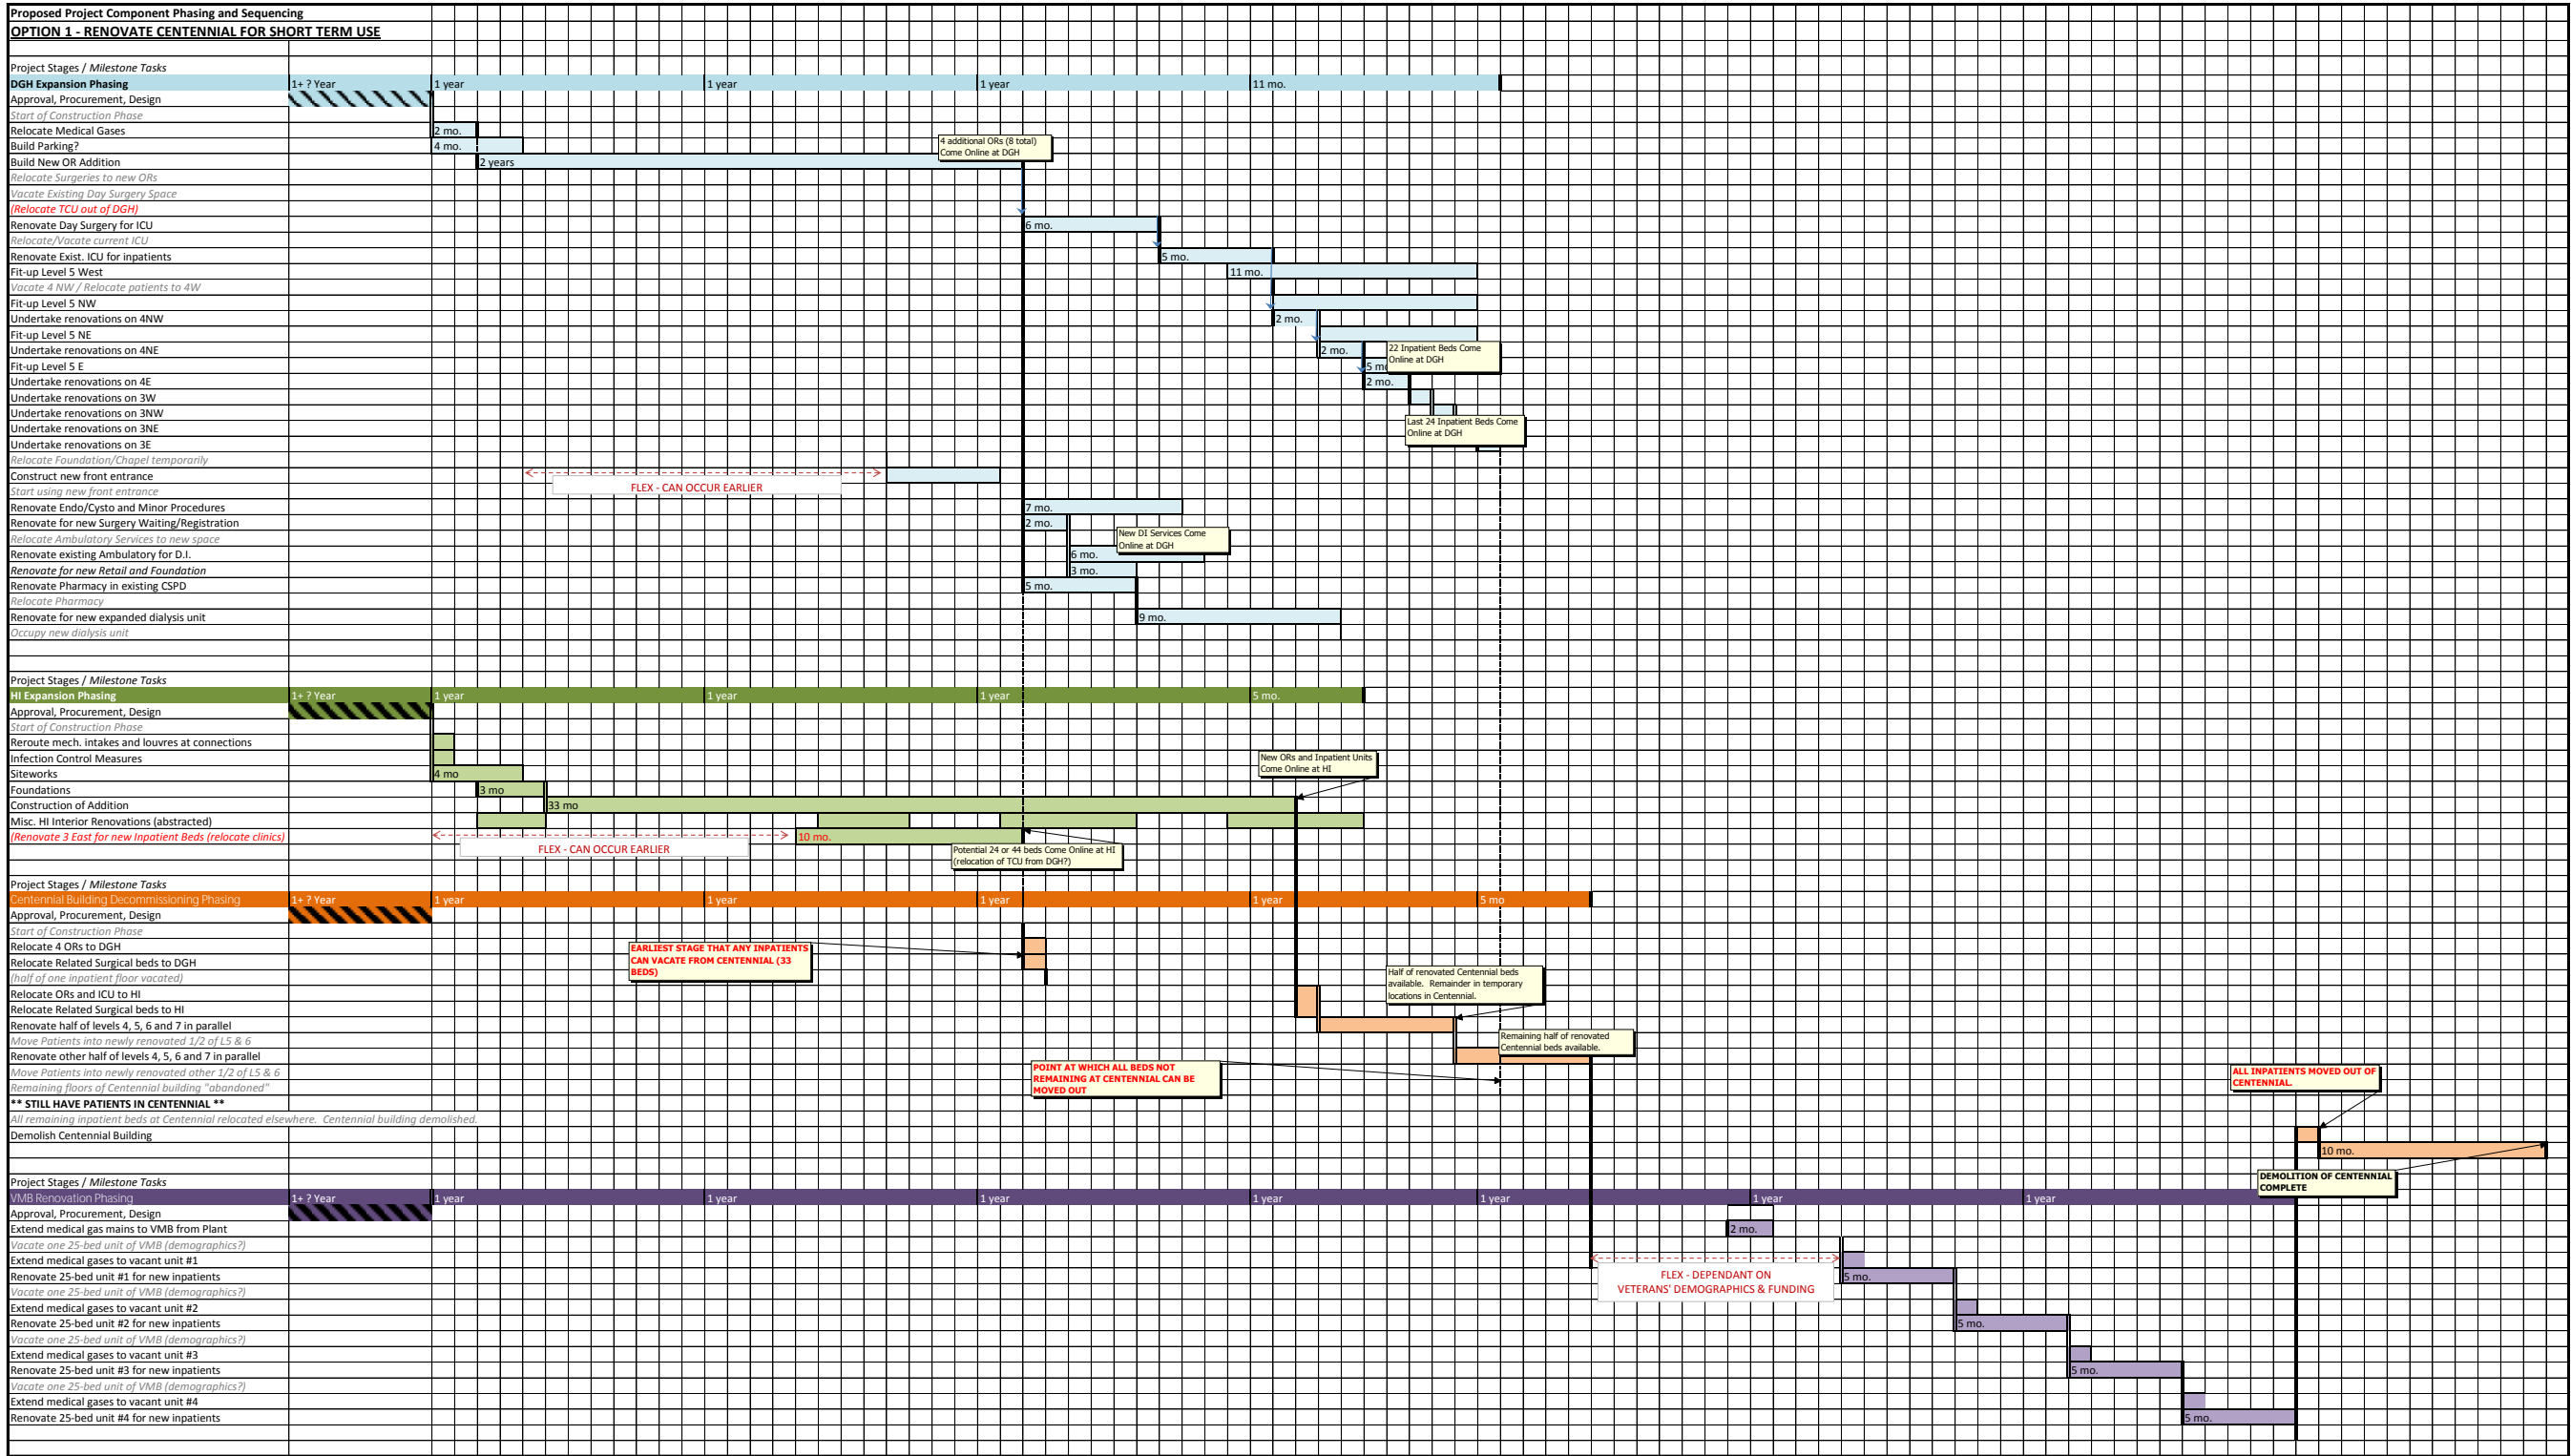 Proposed Project Component Phasing and Sequencing
OPTION 1 - RENOVATE CENTENNIAL FOR SHORT TERM USE
Project Stages / Milestone Tasks
DGH Expansion Phasing 1+ ? Year 1 year 1 year 1 year 11 mo.
Approval, Procurement, Design
Start of Construction Phase
Relocate Medical Gases 2 mo.
Build Parking? 4 mo.
4 additional ORs (8 total)
Come Online at DGH
Build New OR Addition 2 years
Relocate Surgeries to new ORs
Vacate Existing Day Surgery Space
(Relocate TCU out of DGH)
Renovate Day Surgery for ICU 6 mo.
Relocate/Vacate current ICU
Renovate Exist. ICU for inpatients 5 mo.
Fit-up Level 5 West 11 mo.
Vacate 4 NW / Relocate patients to 4W
Fit-up Level 5 NW
Undertake renovations on 4NW 2 mo.
Fit-up Level 5 NE
Undertake renovations on 4NE 2 mo.
22 Inpatient Beds Come
Online at DGH
Fit-up Level 5 E 5 mo
Undertake renovations on 4E 2 mo.
Undertake renovations on 3W
Undertake renovations on 3NW
Last 24 Inpatient Beds Come
Online at DGH
Undertake renovations on 3NE
Undertake renovations on 3E
Relocate Foundation/Chapel temporarily
Construct new front entrance
FLEX - CAN OCCUR EARLIER
Start using new front entrance
Renovate Endo/Cysto and Minor Procedures 7 mo.
Renovate for new Surgery Waiting/Registration 2 mo.
Relocate Ambulatory Services to new space
New DI Services Come
Online at DGH
Renovate existing Ambulatory for D.I. 6 mo.
Renovate for new Retail and Foundation 3 mo.
Renovate Pharmacy in existing CSPD 5 mo.
Relocate Pharmacy
Renovate for new expanded dialysis unit 9 mo.
Occupy new dialysis unit
Project Stages / Milestone Tasks
HI Expansion Phasing 1+ ? Year 1 year 1 year 1 year 5 mo.
Approval, Procurement, Design
Start of Construction Phase
Reroute mech. intakes and louvres at connections
Infection Control Measures
New ORs and Inpatient Units
Come Online at HI
Siteworks 4 mo
Foundations 3 mo
Construction of Addition 33 mo
Misc. HI Interior Renovations (abstracted)
(Renovate 3 East for new Inpatient Beds (relocate clinics) 10 mo.
FLEX - CAN OCCUR EARLIER
Potential 24 or 44 beds Come Online at HI
(relocation of TCU from DGH?)
Project Stages / Milestone Tasks
Centennial Building Decommissioning Phasing 1+ ? Year 1 year 1 year 1 year 1 year 5 mo
Approval, Procurement, Design
Start of Construction Phase
Relocate 4 ORs to DGH
EARLIEST STAGE THAT ANY INPATIENTS
CAN VACATE FROM CENTENNIAL (33
BEDS)
Relocate Related Surgical beds to DGH
(half of one inpatient floor vacated)
Half of renovated Centennial beds
available. Remainder in temporary
locations in Centennial.
Relocate ORs and ICU to HI
Relocate Related Surgical beds to HI
Renovate half of levels 4, 5, 6 and 7 in parallel
Move Patients into newly renovated 1/2 of L5 & 6
Remaining half of renovated
Centennial beds available.
Renovate other half of levels 4, 5, 6 and 7 in parallel
Move Patients into newly renovated other 1/2 of L5 & 6
POINT AT WHICH ALL BEDS NOT
REMAINING AT CENTENNIAL CAN BE
MOVED OUT
ALL INPATIENTS MOVED OUT OF
CENTENNIAL.
Remaining floors of Centennial building "abandoned"
** STILL HAVE PATIENTS IN CENTENNIAL **
All remaining inpatient beds at Centennial relocated elsewhere. Centennial building demolished.
Demolish Centennial Building
10 mo.
DEMOLITION OF CENTENNIAL
COMPLETE
Project Stages / Milestone Tasks
VMB Renovation Phasing 1+ ? Year 1 year 1 year 1 year 1 year 1 year 1 year 1 year
Approval, Procurement, Design
Extend medical gas mains to VMB from Plant 2 mo.
Vacate one 25-bed unit of VMB (demographics?)
Extend medical gases to vacant unit #1
FLEX - DEPENDANT ON
VETERANS' DEMOGRAPHICS & FUNDING
Renovate 25-bed unit #1 for new inpatients 5 mo.
Vacate one 25-bed unit of VMB (demographics?)
Extend medical gases to vacant unit #2
Renovate 25-bed unit #2 for new inpatients 5 mo.
Vacate one 25-bed unit of VMB (demographics?)
Extend medical gases to vacant unit #3
Renovate 25-bed unit #3 for new inpatients 5 mo.
Vacate one 25-bed unit of VMB (demographics?)
Extend medical gases to vacant unit #4
Renovate 25-bed unit #4 for new inpatients 5 mo.